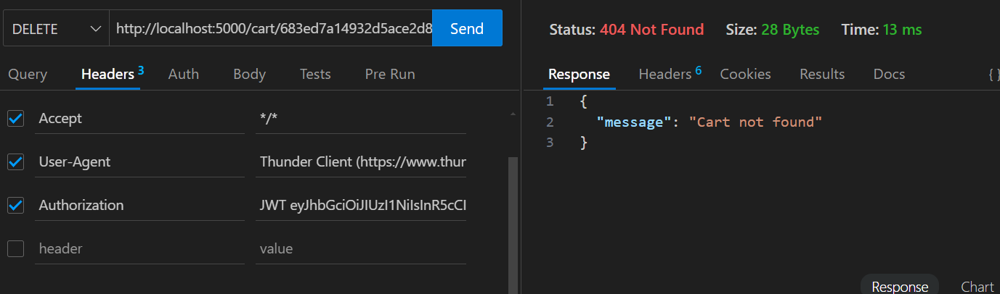 DELETE
http://localhost:5000/cart/683ed7a14932d5ace2d8
Send
Query
Headers 3
Auth
Body
Tests
Pre Run
Accept
*/*
User-Agent
Thunder Client (https://www.thur
Authorization
JWT eyJhbGciOiJIUzI1NiIsInR5cCI
header
value
Status: 404 Not Found
Size: 28 Bytes
Time: 13 ms
Response
Headers 6
Cookies
Results
Docs
{ }
1 {
2 "message": "Cart not found"
3 }
Response
Chart